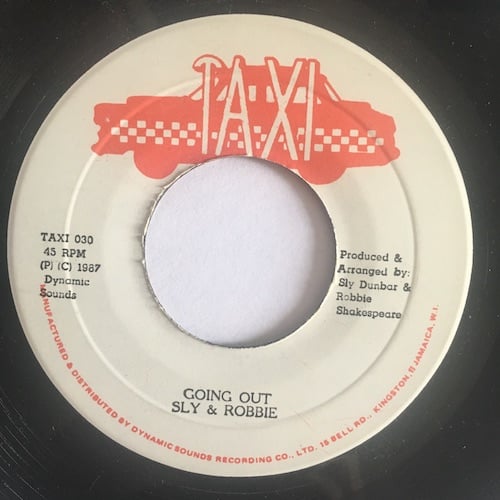 TAXI
TAXI 030
45 RPM
(P) (C) 1987
Dynamic
Sounds
Produced &
Arranged by:
Sly Dunbar &
Robbie
Shakespeare
GOING OUT
SLY & ROBBIE
MANUFACTURED & DISTRIBUTED BY DYNAMIC SOUNDS RECORDING CO., LTD. 15 BELL RD., KINGSTON, 11 JAMAICA, W.I.